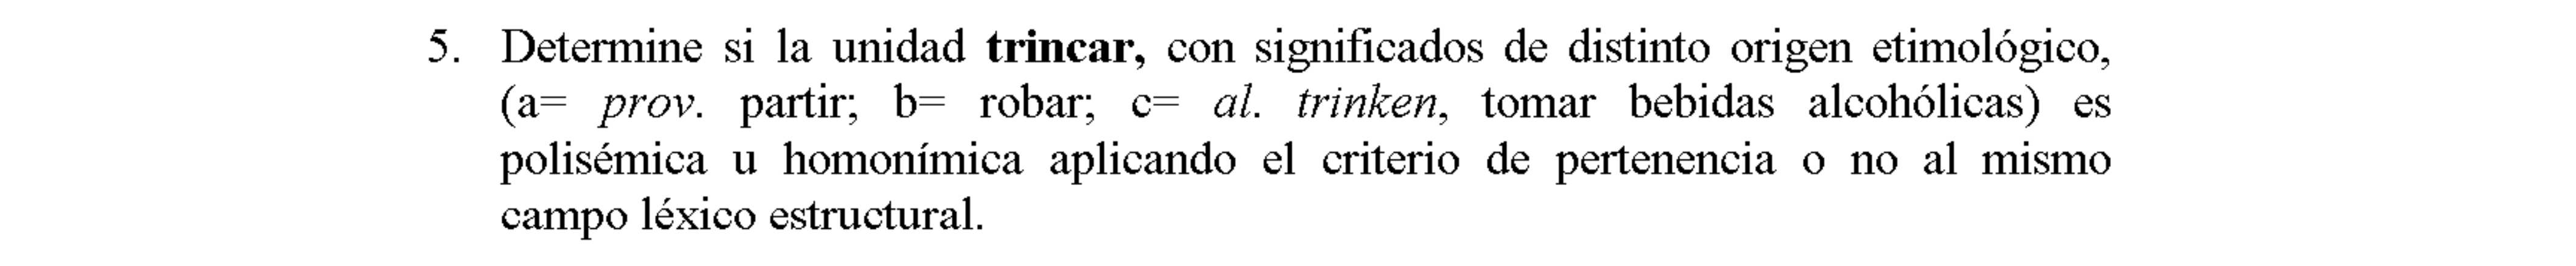 5. Determine si la unidad trincar, con significados de distinto origen etimológico,
(a= prov. partir; b= robar; c= al. trinken, tomar bebidas alcohólicas) es
polisémica u homonímica aplicando el criterio de pertenencia o no al mismo
campo léxico estructural.